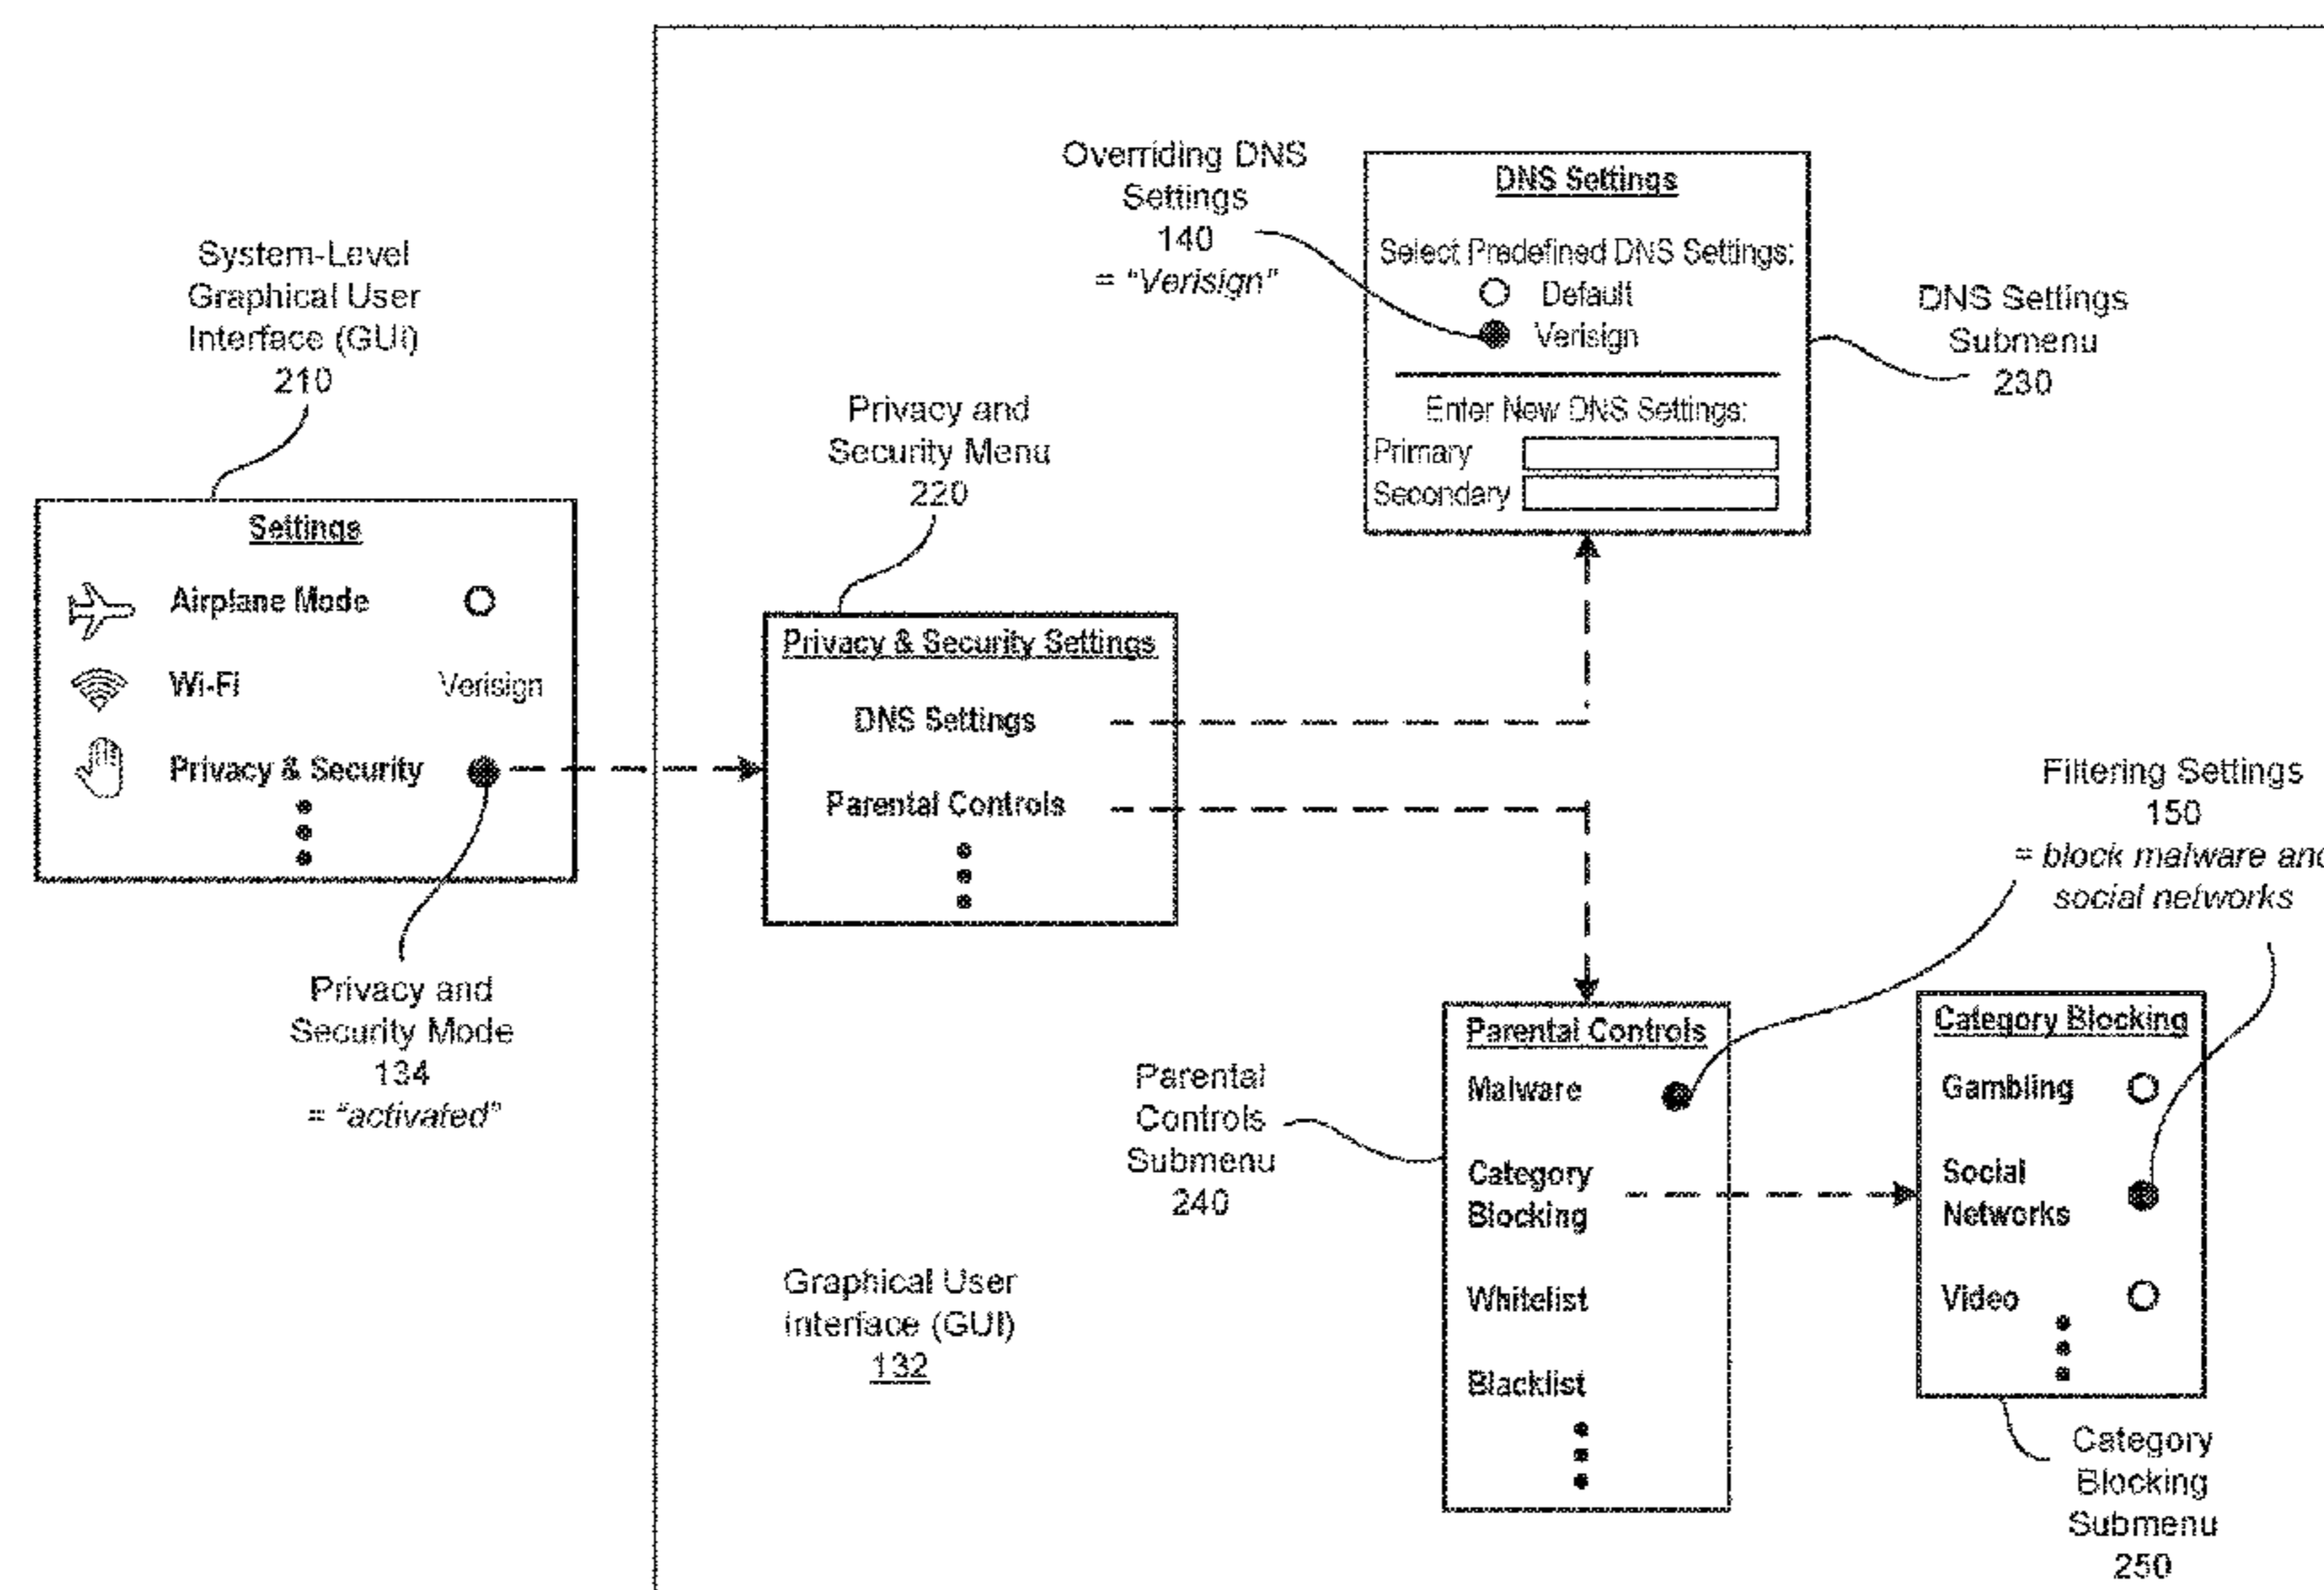 System-Level
Graphical User
Interface (GUI)
210
Settings
Airplane Mode
Wi-Fi
Verisign
Privacy & Security
Privacy and
Security Mode
134
= "activated"
Privacy and
Security Menu
220
Privacy & Security Settings
DNS Settings
Parental Controls
Graphical User
Interface (GUI)
132
Overriding DNS
Settings
140
= "Verisign"
DNS Settings
Select Predefined DNS Settings:
Default
Verisign
Enter New DNS Settings:
Primary
Secondary
DNS Settings
Submenu
230
Parental
Controls
Submenu
240
Parental Controls
Malware
Category
Blocking
Whitelist
Blacklist
Filtering Settings
150
= block malware and
social networks
Category Blocking
Gambling
Social
Networks
Video
Category
Blocking
Submenu
250